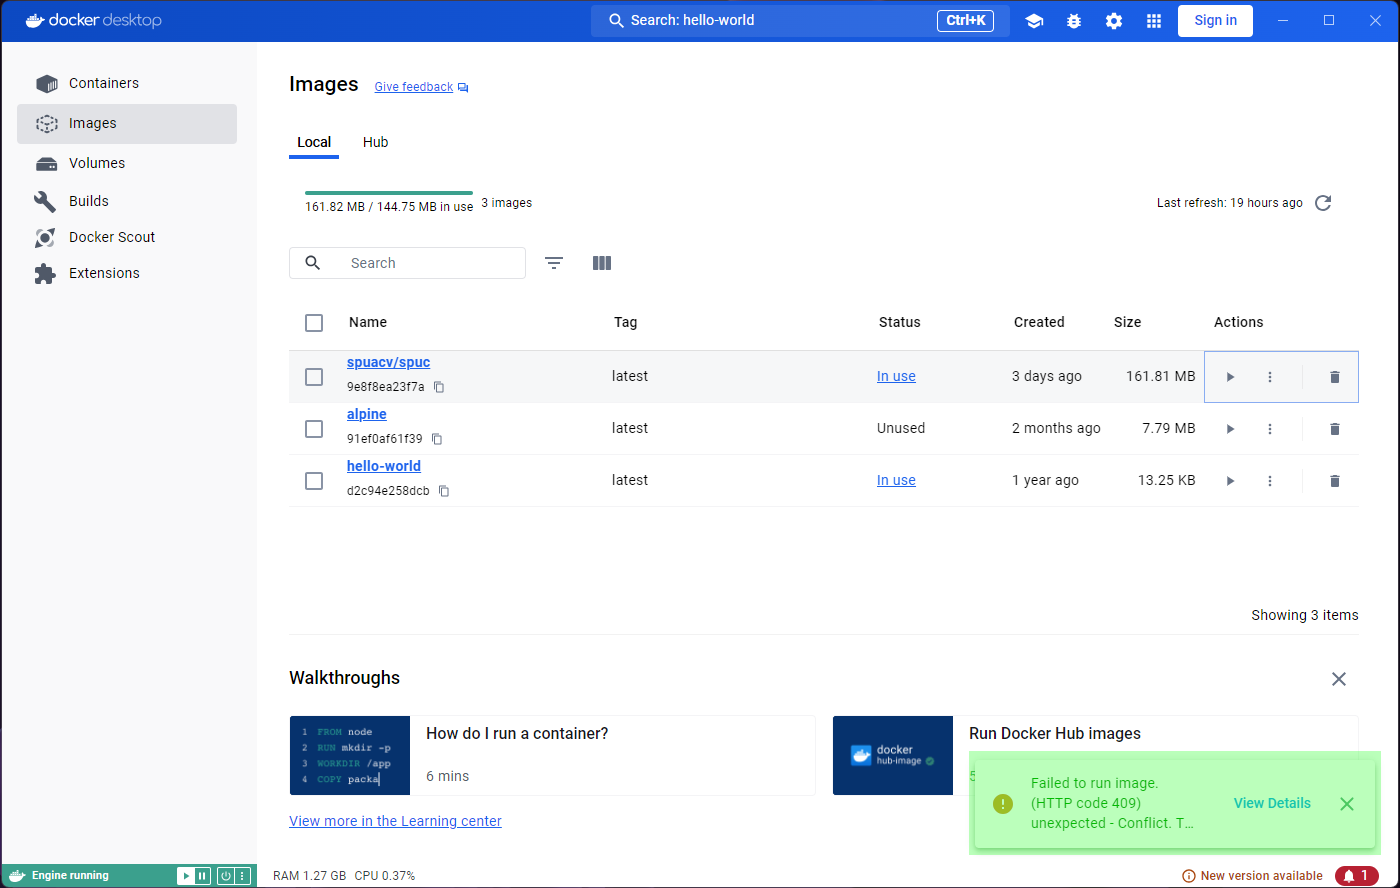 docker desktop
Search: hello-world
Ctrl+K
Sign in
Containers
Images
Volumes
Builds
Docker Scout
Extensions
Images
Give feedback
Local
Hub
161.82 MB / 144.75 MB in use
3 images
Last refresh: 19 hours ago
Search
Name
Tag
Status
Created
Size
Actions
spuacv/spuc
9e8f8ea23f7a
latest
In use
3 days ago
161.81 MB
alpine
91ef0af61f39
latest
Unused
2 months ago
7.79 MB
hello-world
d2c94e258dcb
latest
In use
1 year ago
13.25 KB
Showing 3 items
Walkthroughs
1 FROM node
2 RUN mkdir -p
3 WORKDIR /app
4 COPY packa
How do I run a container?
6 mins
docker
hub-image
Run Docker Hub images
5
View more in the Learning center
Failed to run image.
(HTTP code 409)
unexpected - Conflict. T…
View Details
Engine running
RAM 1.27 GB CPU 0.37%
New version available
1